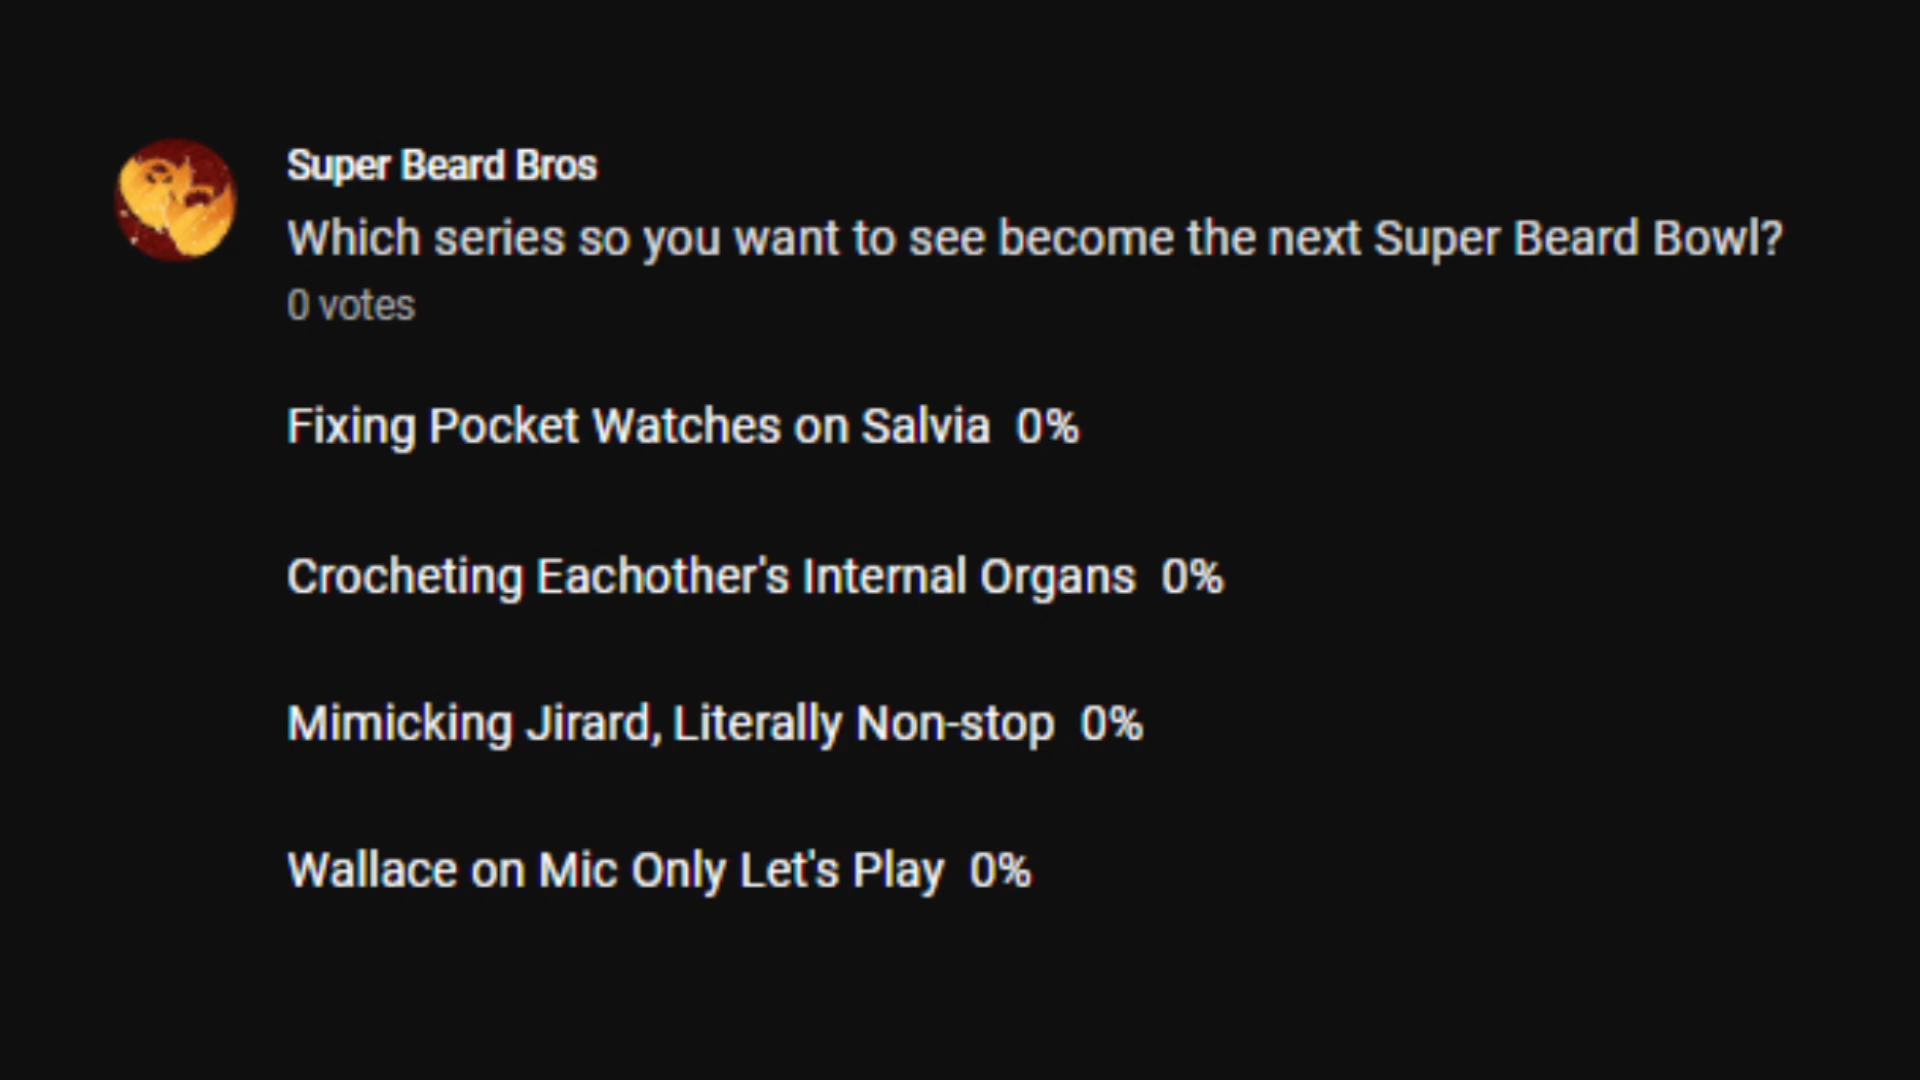 Super Beard Bros
Which series so you want to see become the next Super Beard Bowl?
0 votes
Fixing Pocket Watches on Salvia 0%
Crocheting Eachother's Internal Organs 0%
Mimicking Jirard, Literally Non-stop 0%
Wallace on Mic Only Let's Play 0%